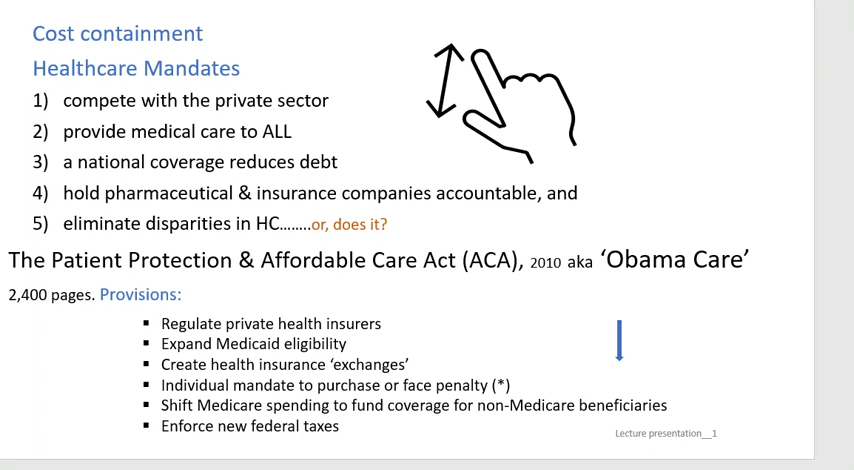 Cost containment
Healthcare Mandates
1) compete with the private sector
2) provide medical care to ALL
3) a national coverage reduces debt
4) hold pharmaceutical & insurance companies accountable, and
5) eliminate disparities in HC........or, does it?
The Patient Protection & Affordable Care Act (ACA), 2010 aka ‘Obama Care’
2,400 pages. Provisions:
▪ Regulate private health insurers
▪ Expand Medicaid eligibility
▪ Create health insurance ‘exchanges’
▪ Individual mandate to purchase or face penalty (*)
▪ Shift Medicare spending to fund coverage for non-Medicare beneficiaries
▪ Enforce new federal taxes
Lecture presentation__1